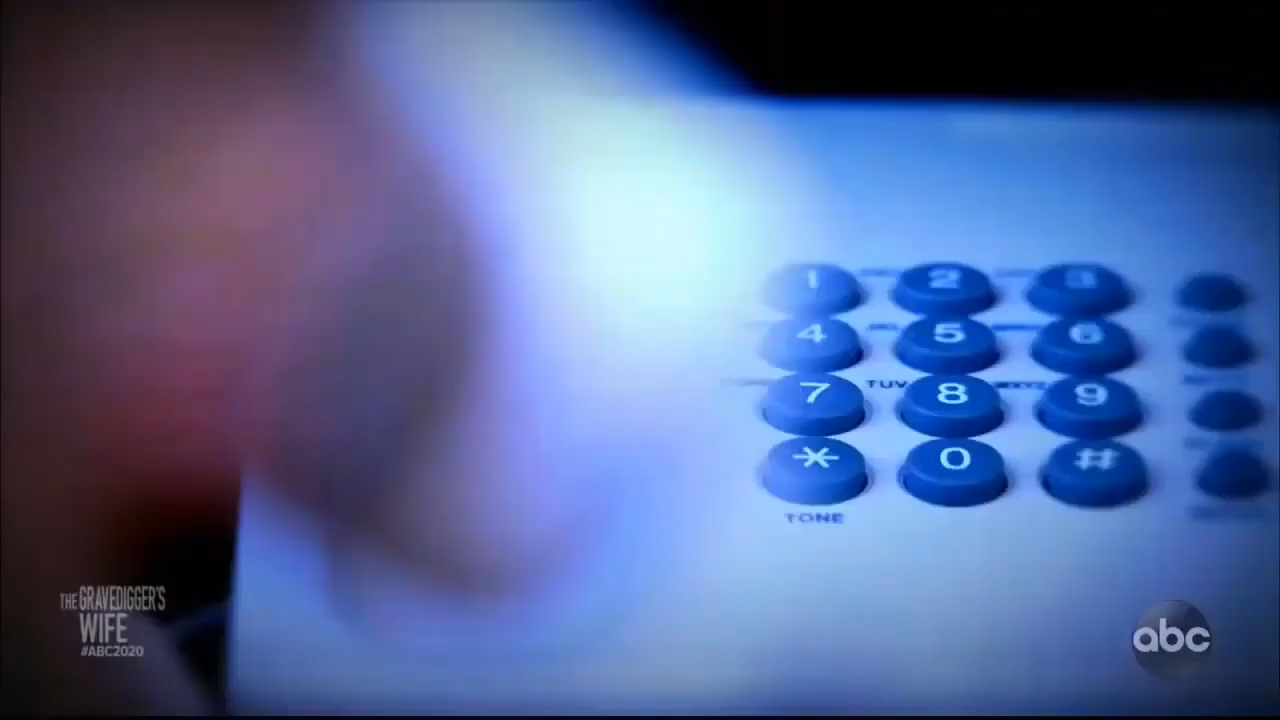 1 2 3
4 5 6
7 TUV 8 9
* 0 #
TONE
THE GRAVEDIGGER'S
WIFE
#ABC2020
abc